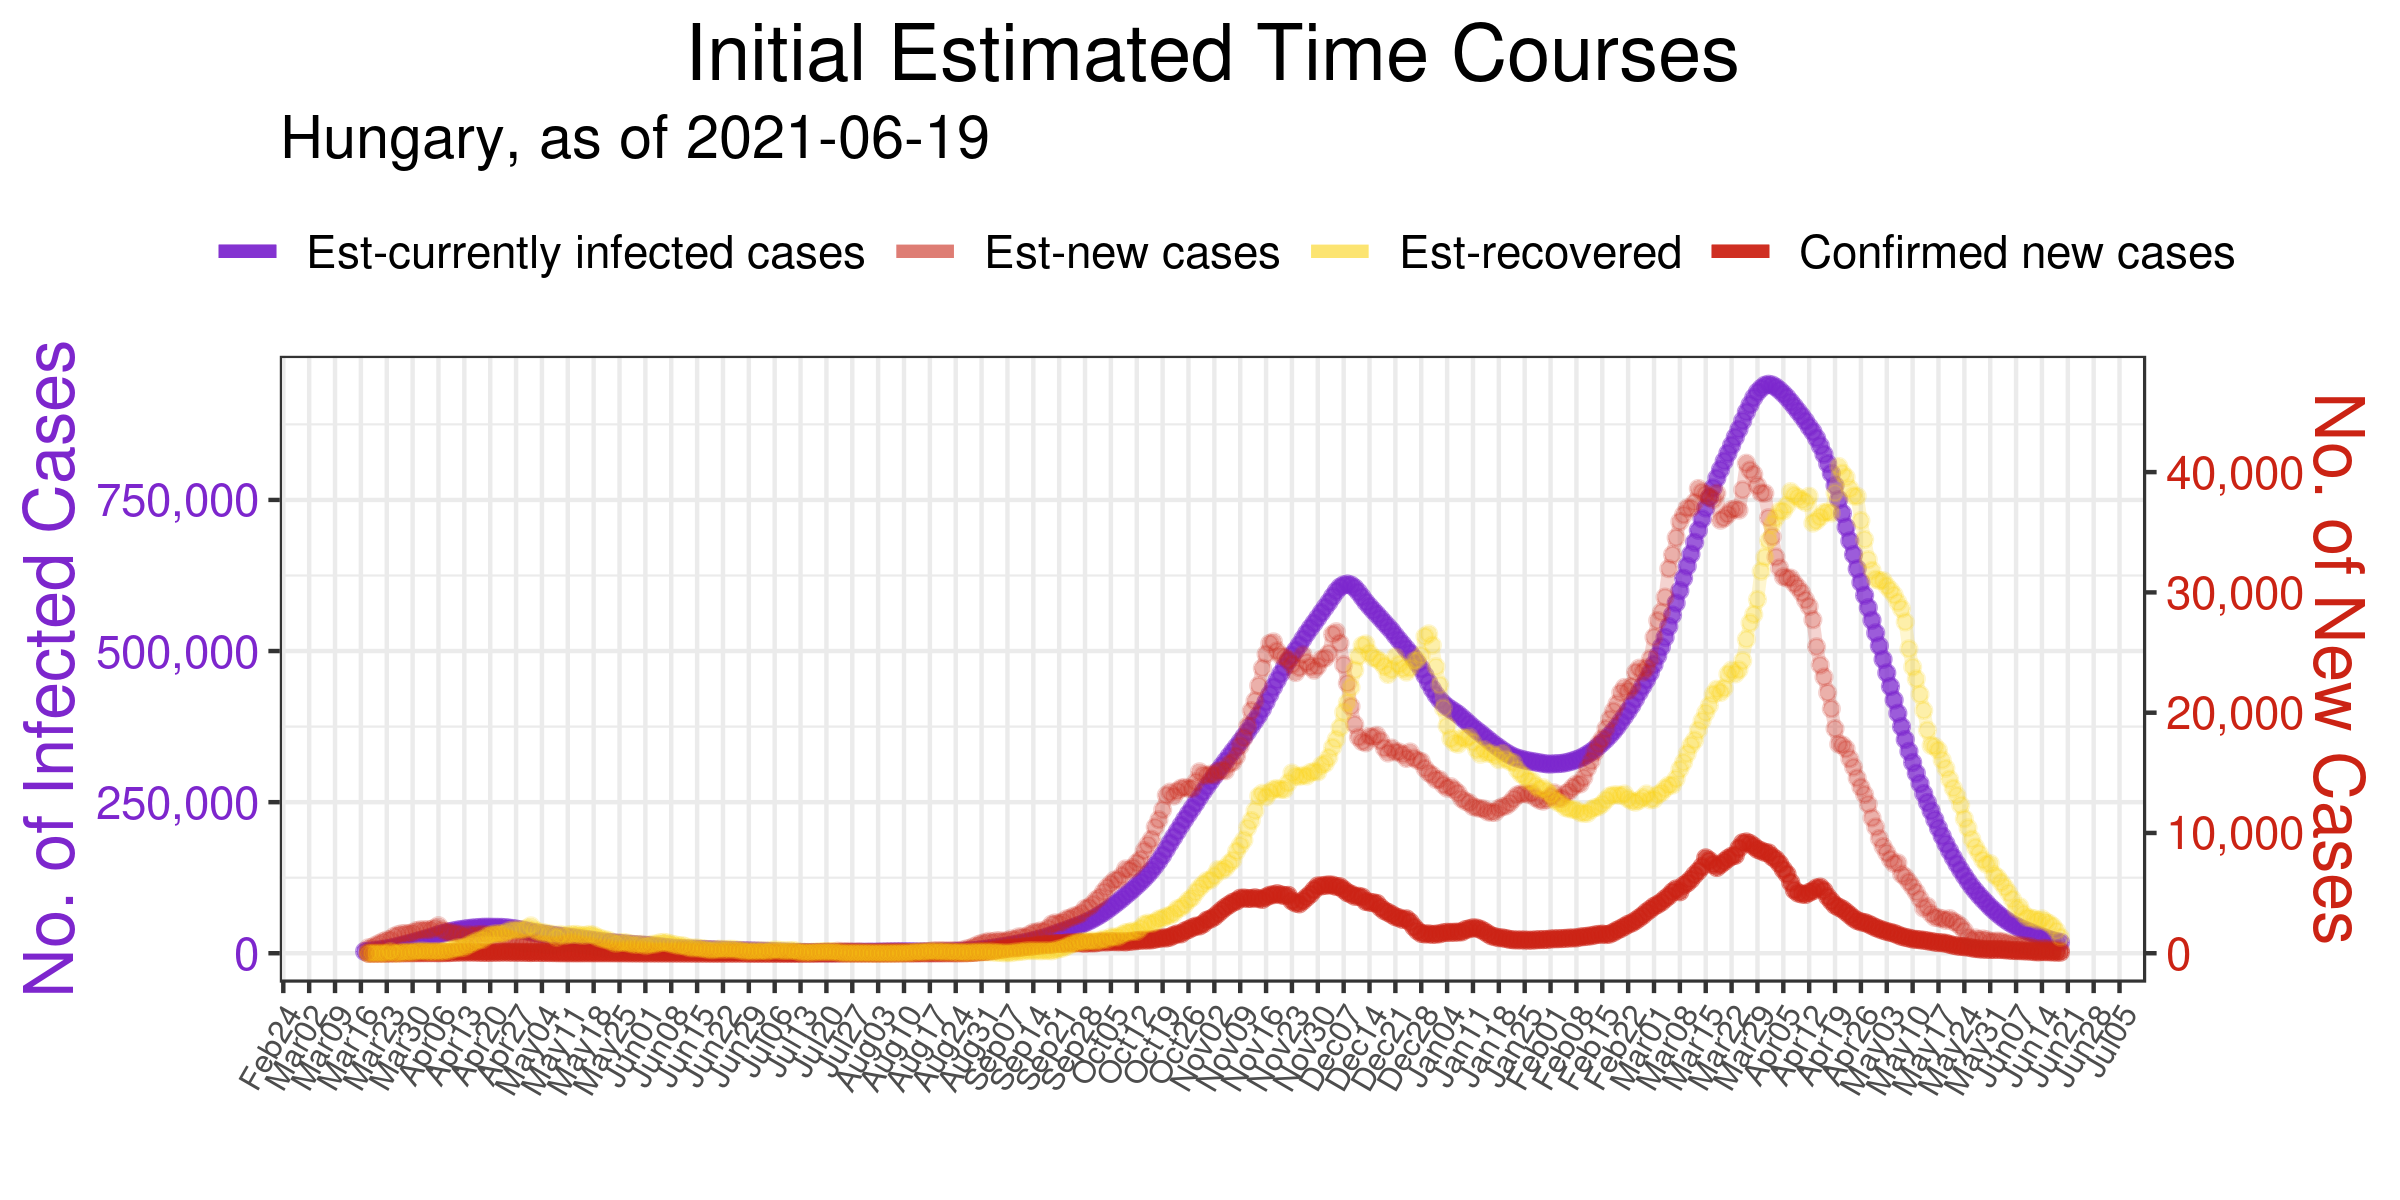 Initial Estimated Time Courses
Hungary, as of 2021-06-19
Est-currently infected cases Est-new cases Est-recovered Confirmed new cases
No. of Infected Cases
750,000
500,000
250,000
0
40,000
30,000
20,000
10,000
0
No. of New Cases
Feb24 Mar02 Mar09 Mar16 Mar23 Mar30 Apr06 Apr13 Apr20 Apr27 May04 May11 May18 May25 Jun01 Jun08 Jun15 Jun22 Jun29 Jul06 Jul13 Jul20 Jul27 Aug03 Aug10 Aug17 Aug24 Aug31 Sep07 Sep14 Sep21 Sep28 Oct05 Oct12 Oct19 Oct26 Nov02 Nov09 Nov16 Nov23 Nov30 Dec07 Dec14 Dec21 Dec28 Jan04 Jan11 Jan18 Jan25 Feb01 Feb08 Feb15 Feb22 Mar01 Mar08 Mar15 Mar22 Mar29 Apr05 Apr12 Apr19 Apr26 May03 May10 May17 May24 May31 Jun07 Jun14 Jun21 Jun28 Jul05